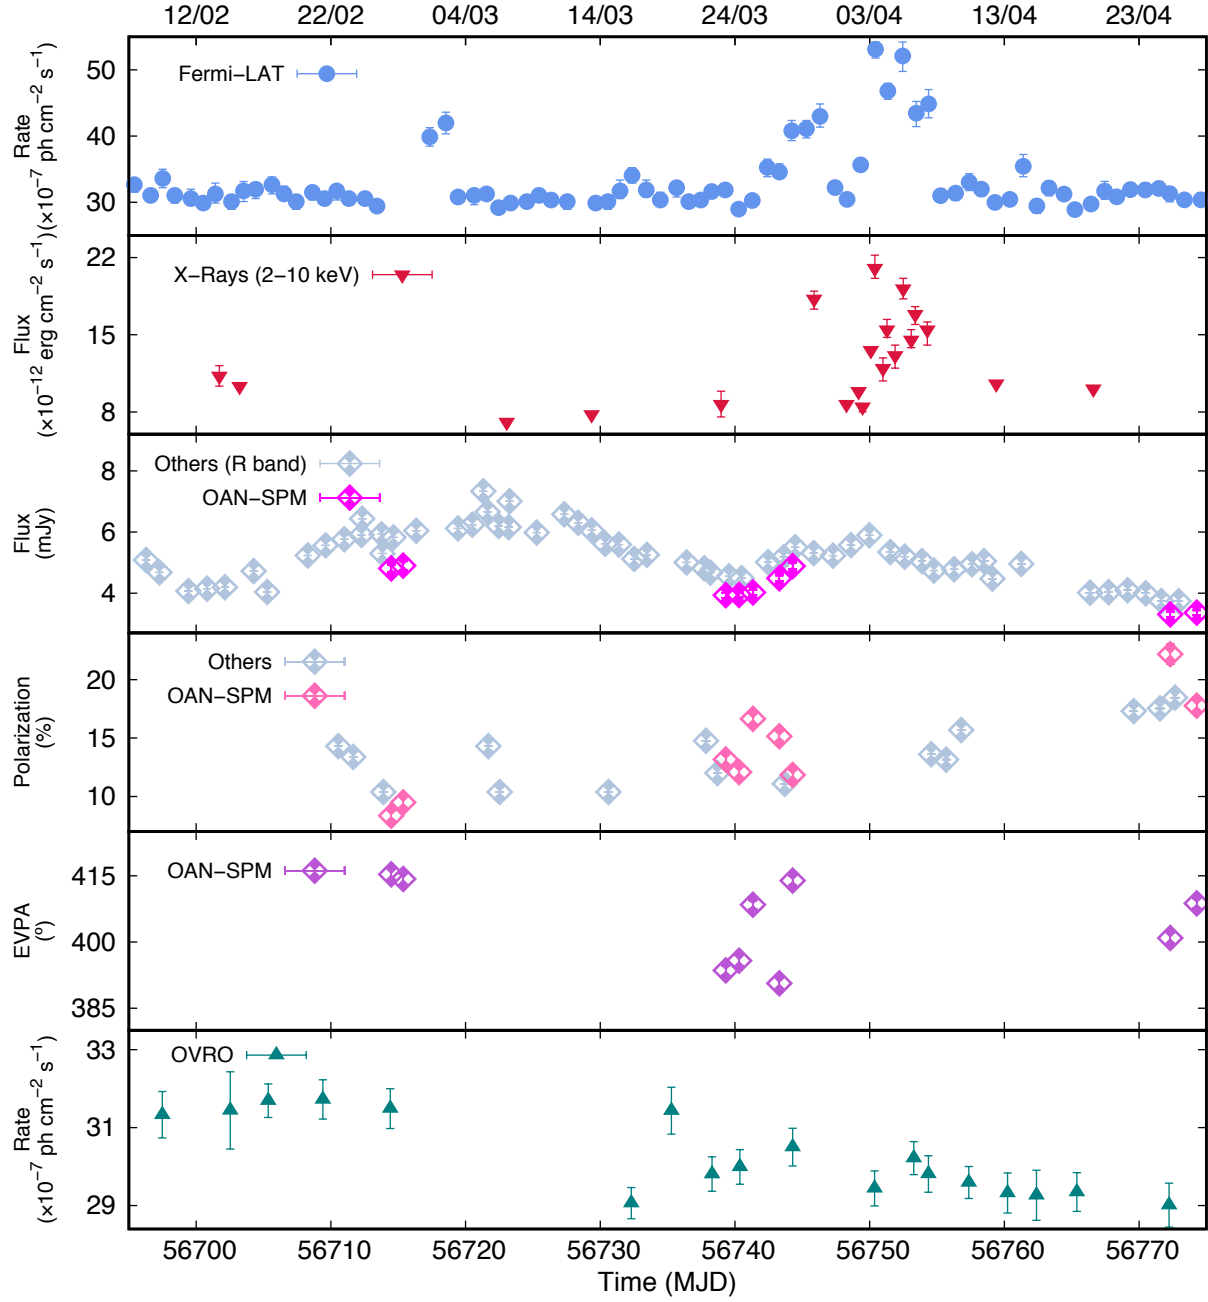 12/02 22/02 04/03 14/03 24/03 03/04 13/04 23/04
Rate
(×10−7 ph cm−2 s−1)
50
40
30
Fermi−LAT
Flux
(×10−12 erg cm−2 s−1)
22
15
8
X−Rays (2−10 keV)
Flux
(mJy)
8
6
4
Others (R band)
OAN−SPM
Polarization
(%)
20
15
10
Others
OAN−SPM
EVPA
(º)
415
400
385
OAN−SPM
Rate
(×10−7 ph cm−2 s−1)
33
31
29
OVRO
56700 56710 56720 56730 56740 56750 56760 56770
Time (MJD)